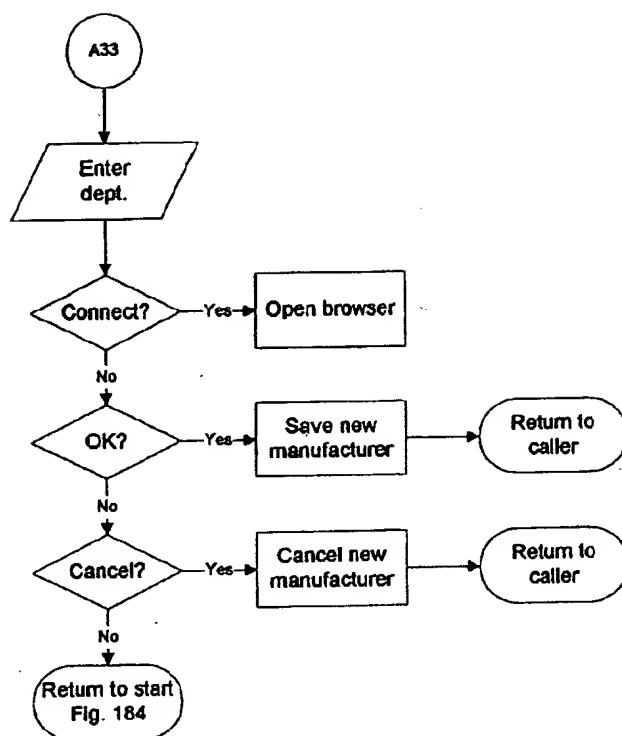 A33
Enter
dept.
Connect?
Yes
Open browser
No
OK?
Yes
Save new
manufacturer
Return to
caller
No
Cancel?
Yes
Cancel new
manufacturer
Return to
caller
No
Return to start
Fig. 184